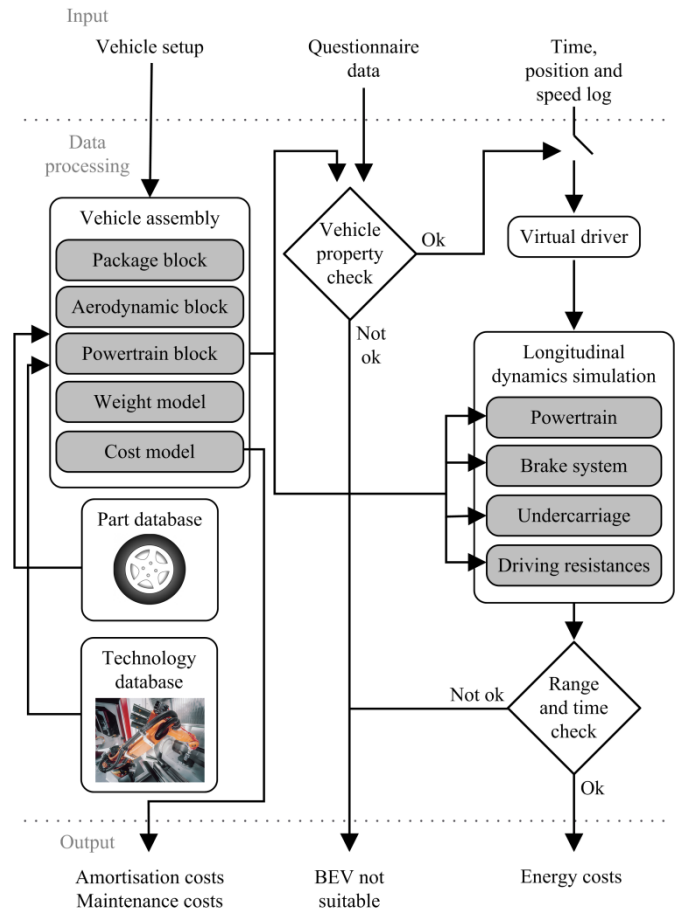 Input
Vehicle setup
Questionnaire
data
Time,
position and
speed log
Data
processing
Vehicle assembly
Package block
Aerodynamic block
Powertrain block
Weight model
Cost model
Part database
Technology
database
Vehicle
property
check
Ok
Not
ok
Virtual driver
Longitudinal
dynamics simulation
Powertrain
Brake system
Undercarriage
Driving resistances
Range
and time
check
Not ok
Ok
Output
Amortisation costs
Maintenance costs
BEV not
suitable
Energy costs